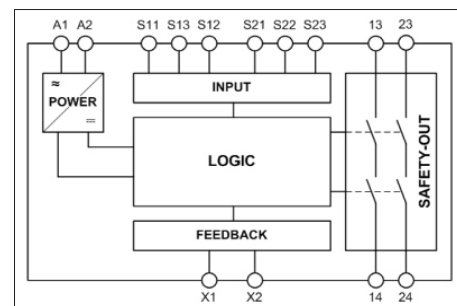 A1 A2 S11 S13 S12 S21 S22 S23 13 23
≂
POWER
INPUT
LOGIC
FEEDBACK
SAFETY-OUT
X1 X2 14 24